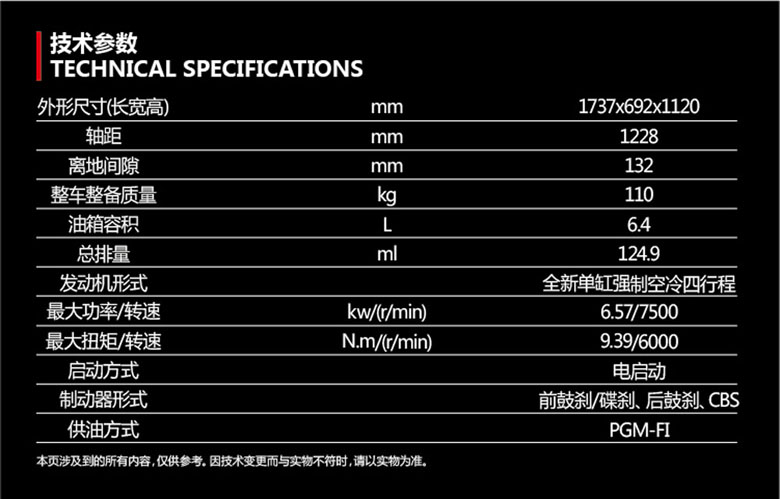 技术参数
TECHNICAL SPECIFICATIONS
外形尺寸(长宽高) mm 1737x692x1120
轴距 mm 1228
离地间隙 mm 132
整车整备质量 kg 110
油箱容积 L 6.4
总排量 ml 124.9
发动机形式 全新单缸强制空冷四行程
最大功率/转速 kw/(r/min) 6.57/7500
最大扭矩/转速 N.m/(r/min) 9.39/6000
启动方式 电启动
制动器形式 前鼓刹/碟刹、后鼓刹、CBS
供油方式 PGM-FI
本页涉及到的所有内容,仅供参考。因技术变更而与实物不符时,请以实物为准。